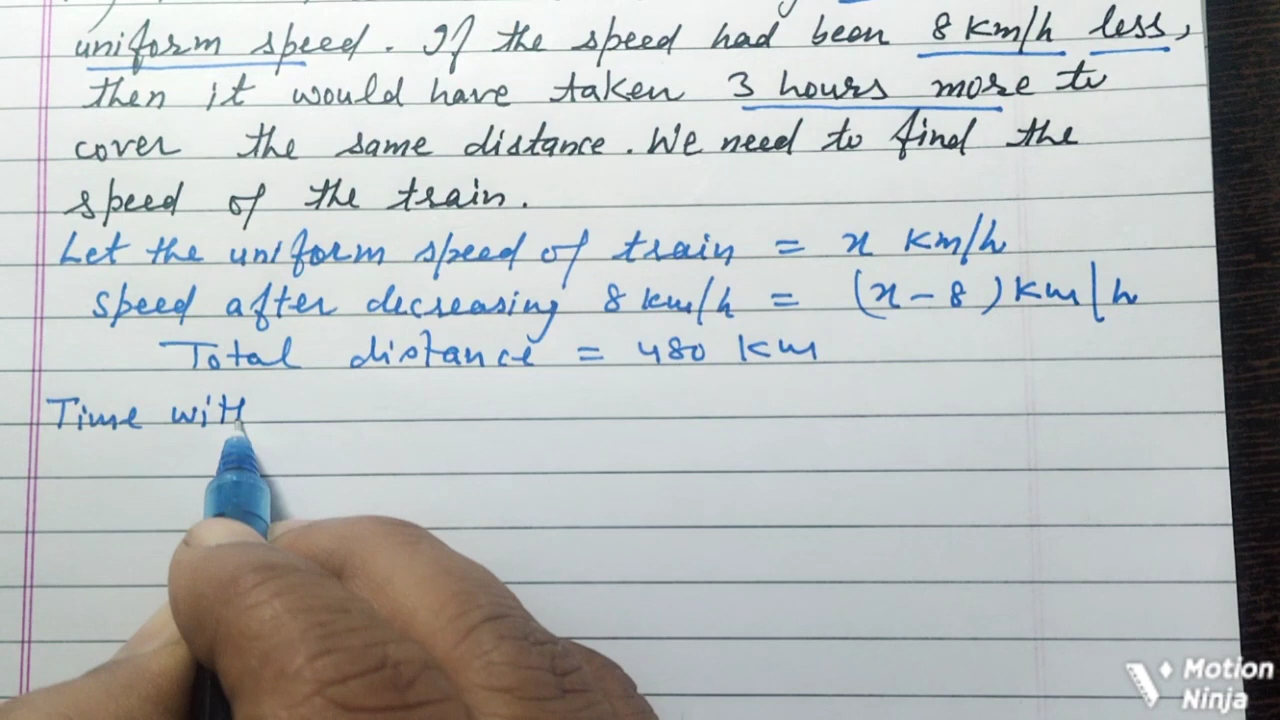 uniform speed. If the speed had been 8 km/h less,
then it would have taken 3 hours more to
cover the same distance. We need to find the
speed of the train.
Let the uniform speed of train = x km/h
speed after decreasing 8 km/h = (x - 8) km/h
Total distance = 480 km
Time with
Motion
Ninja